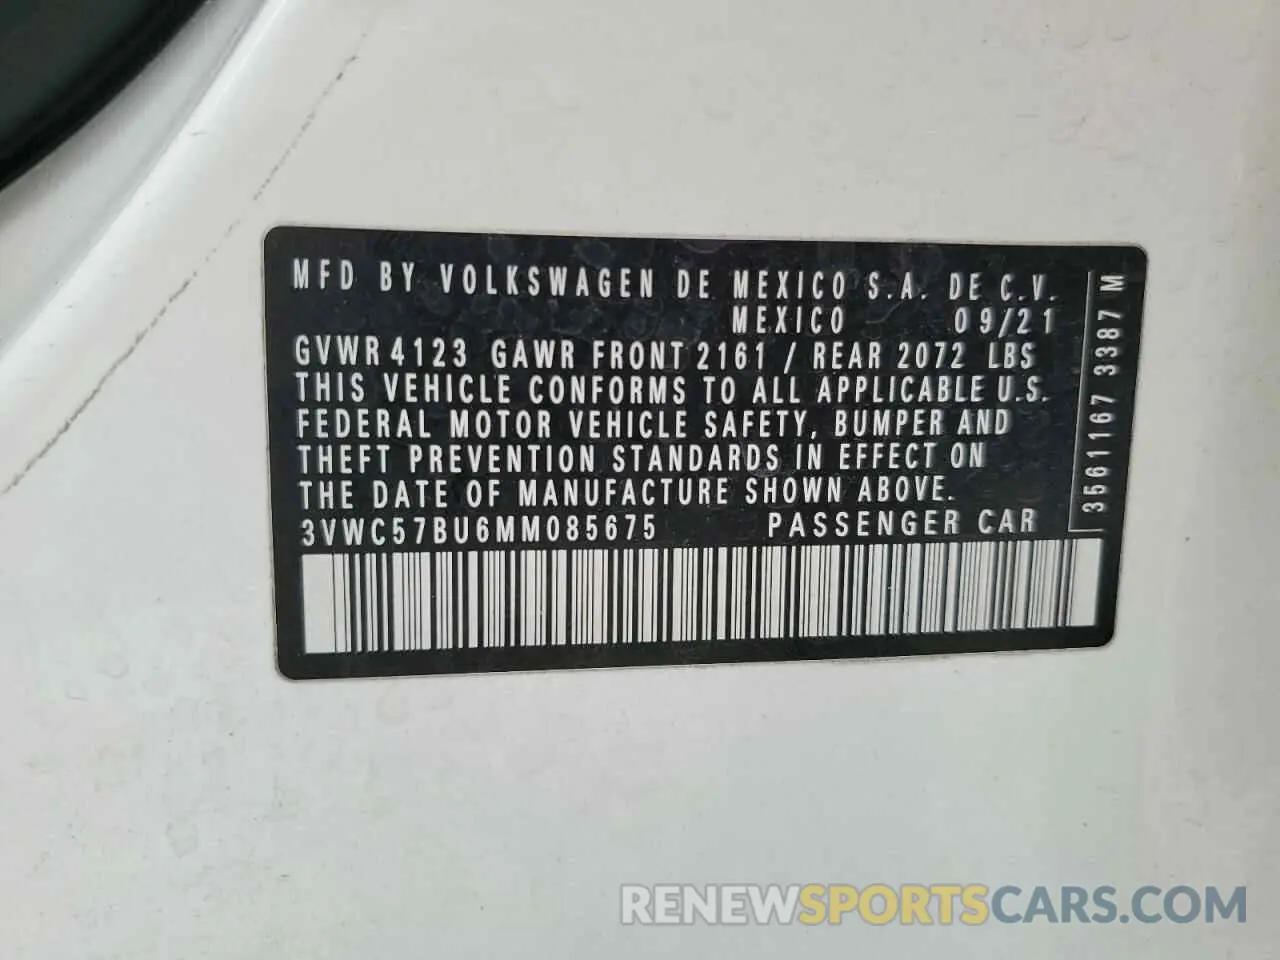 MFD BY VOLKSWAGEN DE MEXICO S.A. DE C.V.
MEXICO 09/21
GVWR 4123 GAWR FRONT 2161 / REAR 2072 LBS
THIS VEHICLE CONFORMS TO ALL APPLICABLE U.S.
FEDERAL MOTOR VEHICLE SAFETY, BUMPER AND
THEFT PREVENTION STANDARDS IN EFFECT ON
THE DATE OF MANUFACTURE SHOWN ABOVE.
3VWC57BU6MM085675 PASSENGER CAR
3561167 3387 M
RENEWSPORTSCARS.COM